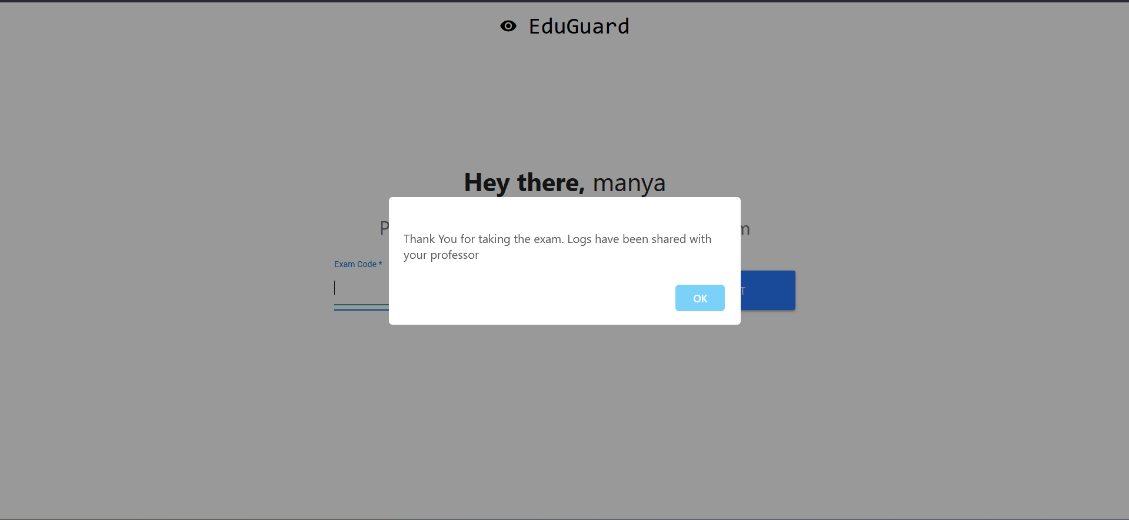 EduGuard
Hey there, manya
Thank You for taking the exam. Logs have been shared with
your professor
Exam Code *
OK